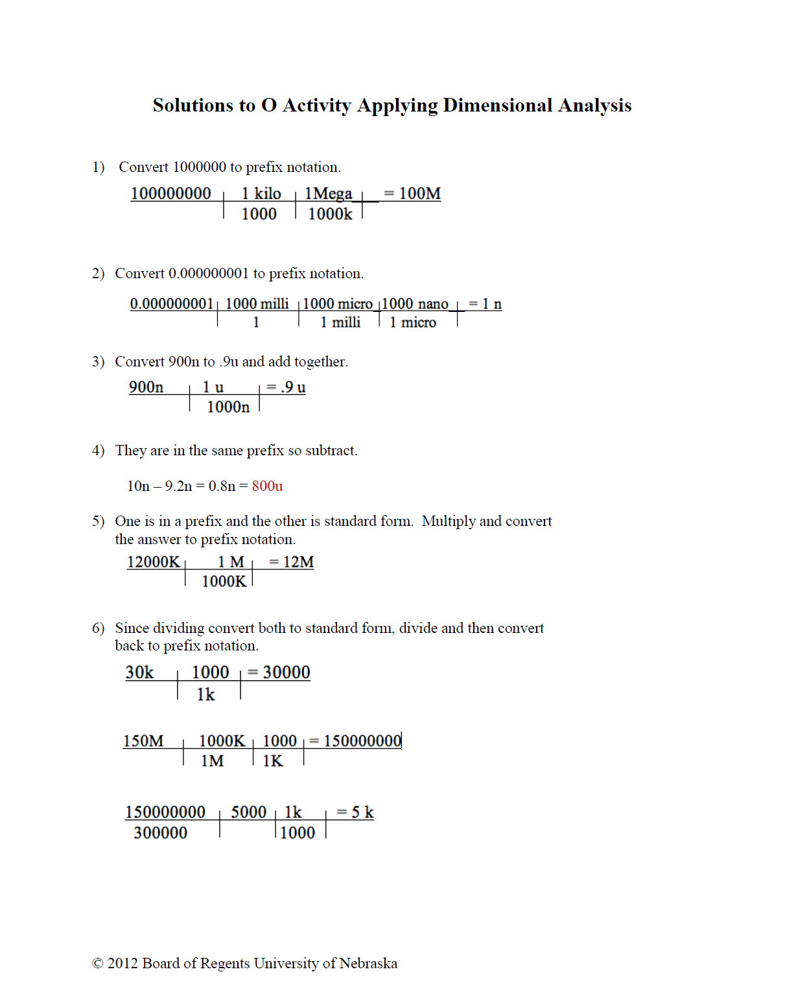 Solutions to O Activity Applying Dimensional Analysis
1) Convert 1000000 to prefix notation.
100000000 1 kilo 1Mega = 100M
1000 1000k
2) Convert 0.000000001 to prefix notation.
0.000000001 1000 milli 1000 micro 1000 nano = 1 n
1 1 milli 1 micro
3) Convert 900n to .9u and add together.
900n 1 u = .9 u
1000n
4) They are in the same prefix so subtract.
10n – 9.2n = 0.8n = 800u
5) One is in a prefix and the other is standard form. Multiply and convert
the answer to prefix notation.
12000K 1 M = 12M
1000K
6) Since dividing convert both to standard form, divide and then convert
back to prefix notation.
30k 1000 = 30000
1k
150M 1000K 1000 = 150000000
1M 1K
150000000 5000 1k = 5 k
300000 1000
© 2012 Board of Regents University of Nebraska